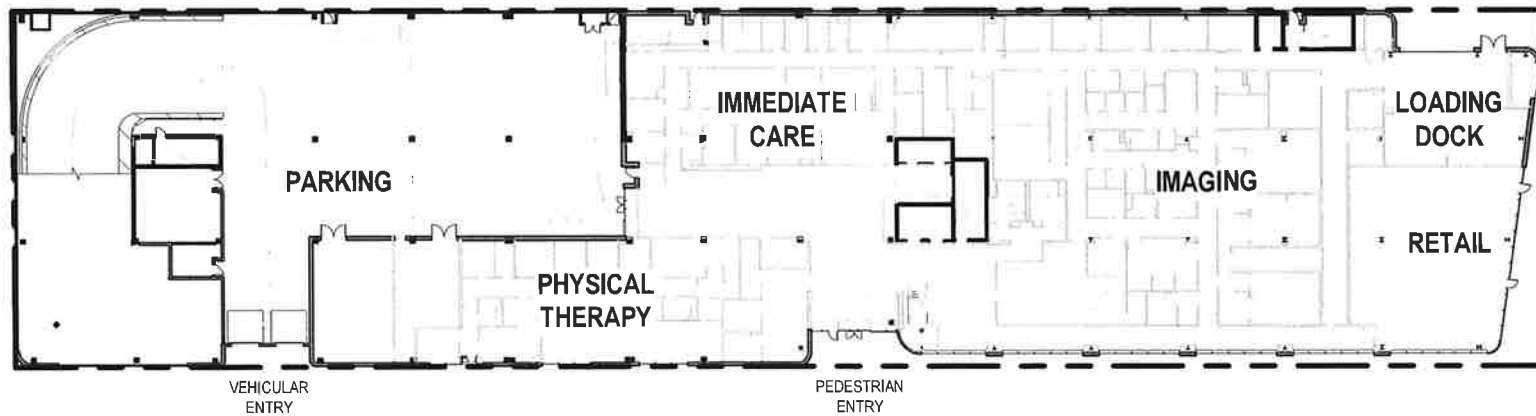 IMMEDIATE
CARE
LOADING
DOCK
PARKING
IMAGING
RETAIL
PHYSICAL
THERAPY
VEHICULAR
ENTRY
PEDESTRIAN
ENTRY